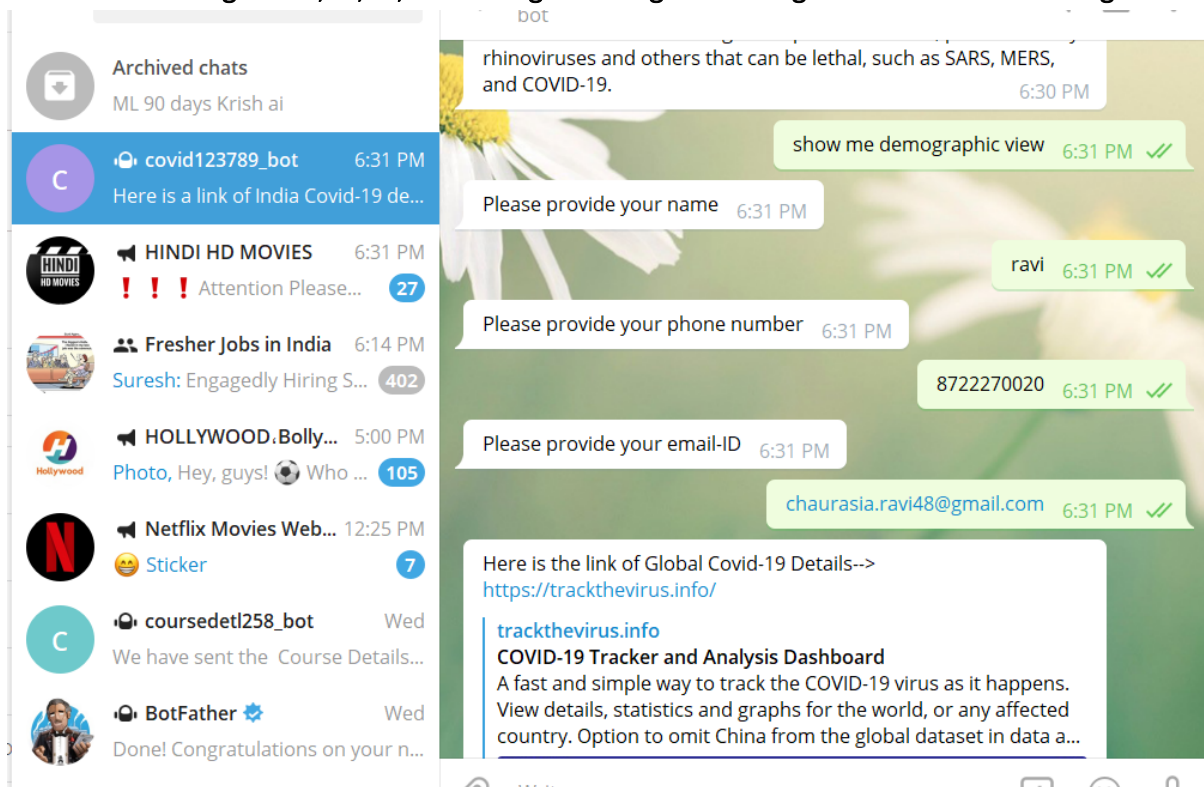 bot
Archived chats
ML 90 days Krish ai
C
covid123789_bot 6:31 PM
Here is a link of India Covid-19 de...
HINDI
HD MOVIES
HINDI HD MOVIES 6:31 PM
❗ ❗ ❗ Attention Please... 27
Fresher Jobs in India 6:14 PM
Suresh: Engagedly Hiring S... 402
Hollywood
HOLLYWOOD،Bolly... 5:00 PM
Photo, Hey, guys! ⚽ Who ... 105
N
Netflix Movies Web... 12:25 PM
😁 Sticker 7
C
coursedetl258_bot Wed
We have sent the Course Details...
BotFather Wed
Done! Congratulations on your n...
rhinoviruses and others that can be lethal, such as SARS, MERS,
and COVID-19. 6:30 PM
show me demographic view 6:31 PM
Please provide your name 6:31 PM
ravi 6:31 PM
Please provide your phone number 6:31 PM
8722270020 6:31 PM
Please provide your email-ID 6:31 PM
chaurasia.ravi48@gmail.com 6:31 PM
Here is the link of Global Covid-19 Details-->
https://trackthevirus.info/
trackthevirus.info
COVID-19 Tracker and Analysis Dashboard
A fast and simple way to track the COVID-19 virus as it happens.
View details, statistics and graphs for the world, or any affected
country. Option to omit China from the global dataset in data a...